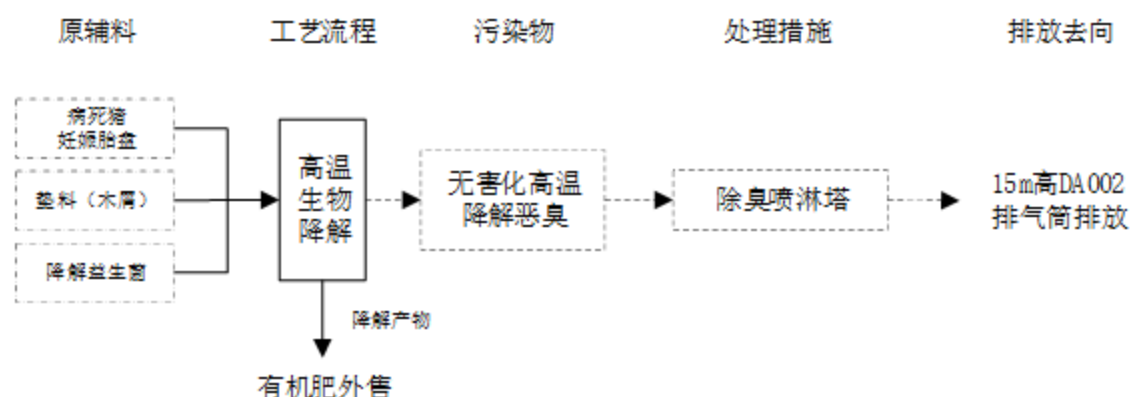 原辅料
工艺流程
污染物
处理措施
排放去向
病死猪
妊娠胎盘
垫料（木屑）
降解益生菌
高温
生物
降解
无害化高温
降解恶臭
除臭喷淋塔
15m高DA002
排气筒排放
降解产物
有机肥外售